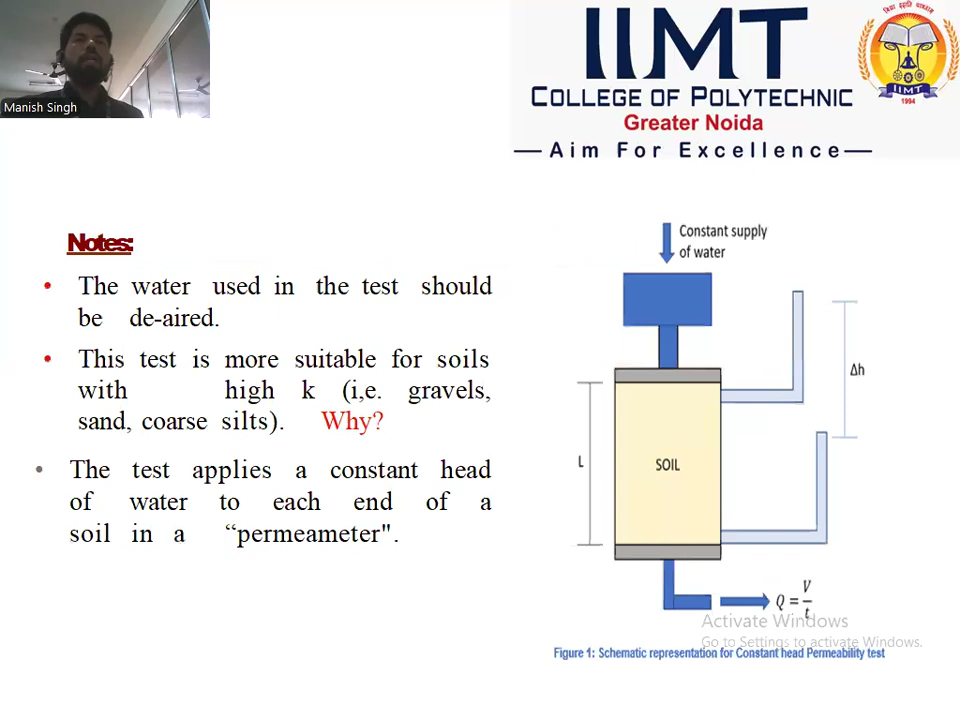 Manish Singh
IIMT
COLLEGE OF POLYTECHNIC
Greater Noida
Aim For Excellence
IIMT
1994
Notes:
• The water used in the test should
be de-aired.
• This test is more suitable for soils
with high k (i,e. gravels,
sand, coarse silts). Why?
• The test applies a constant head
of water to each end of a
soil in a “permeameter".
Constant supply
of water
Δh
L
SOIL
Q = V/t
Activate Windows
Go to Settings to activate Windows.
Figure 1: Schematic representation for Constant head Permeability test